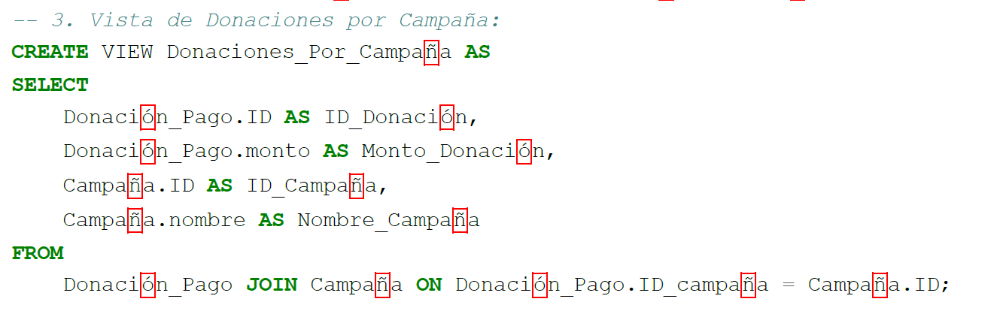 -- 3. Vista de Donaciones por Campaña:
CREATE VIEW Donaciones_Por_Campaña AS
SELECT
    Donación_Pago.ID AS ID_Donación,
    Donación_Pago.monto AS Monto_Donación,
    Campaña.ID AS ID_Campaña,
    Campaña.nombre AS Nombre_Campaña
FROM
    Donación_Pago JOIN Campaña ON Donación_Pago.ID_campaña = Campaña.ID;